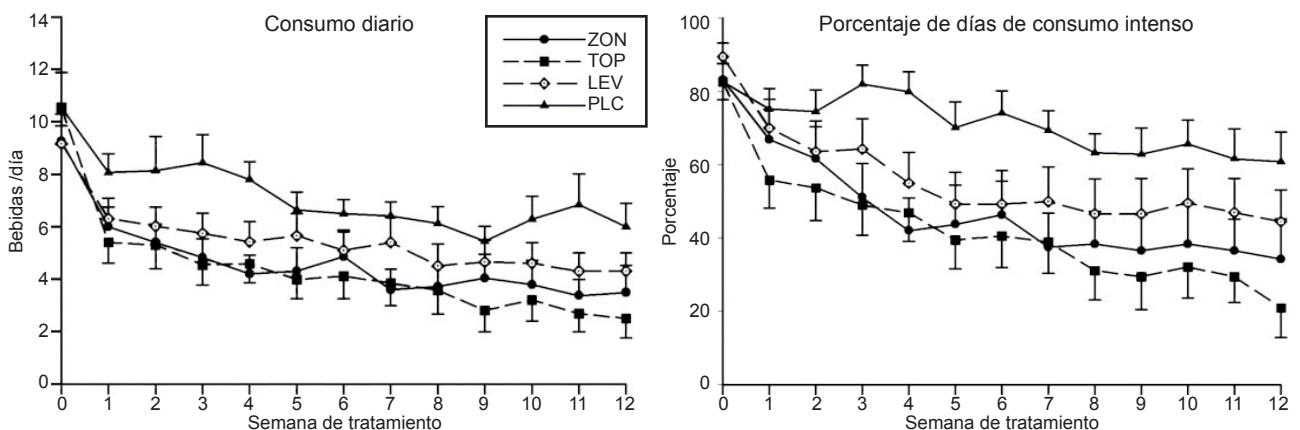 Consumo diario
ZON
TOP
LEV
PLC
Bebidas /día
14
12
10
8
6
4
2
0
0 1 2 3 4 5 6 7 8 9 10 11 12
Semana de tratamiento
Porcentaje de días de consumo intenso
Porcentaje
100
80
60
40
20
0
0 1 2 3 4 5 6 7 8 9 10 11 12
Semana de tratamiento